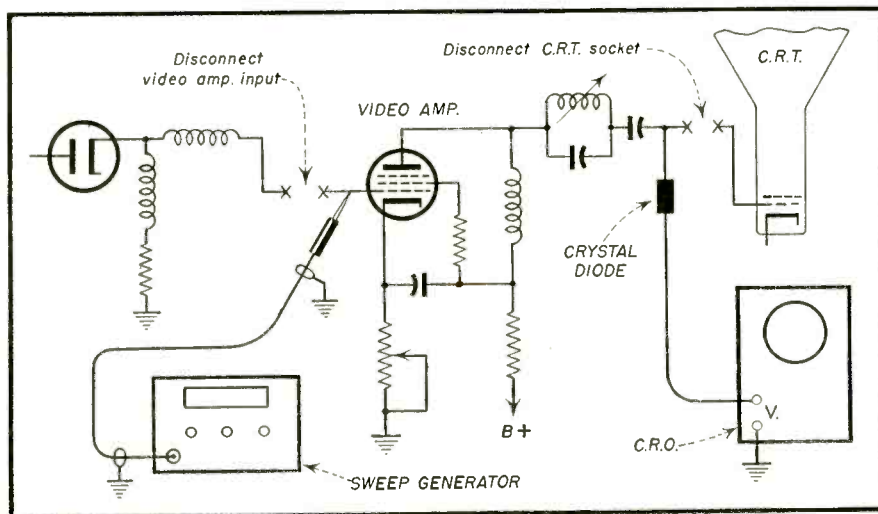 Disconnect
video amp. input
VIDEO AMP.
Disconnect C.R.T. socket
C.R.T.
CRYSTAL
DIODE
B+
V.
C.R.O.
SWEEP GENERATOR